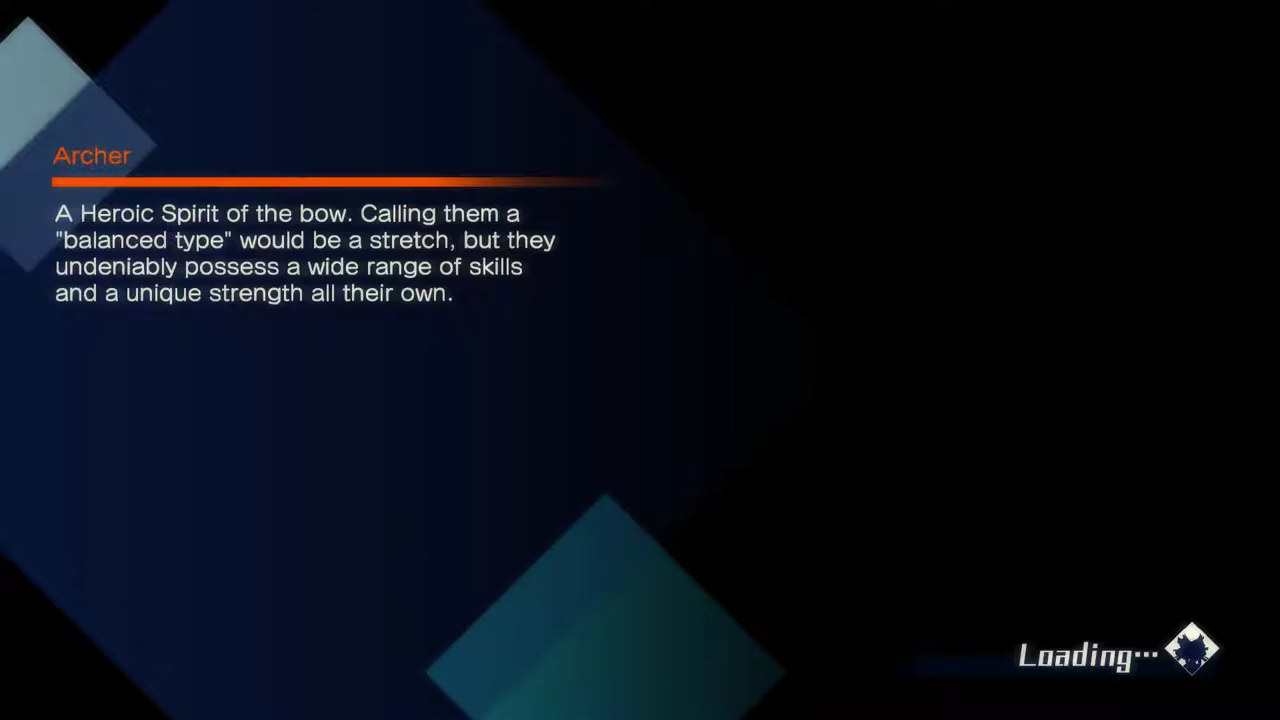 Archer
A Heroic Spirit of the bow. Calling them a
"balanced type" would be a stretch, but they
undeniably possess a wide range of skills
and a unique strength all their own.
Loading…